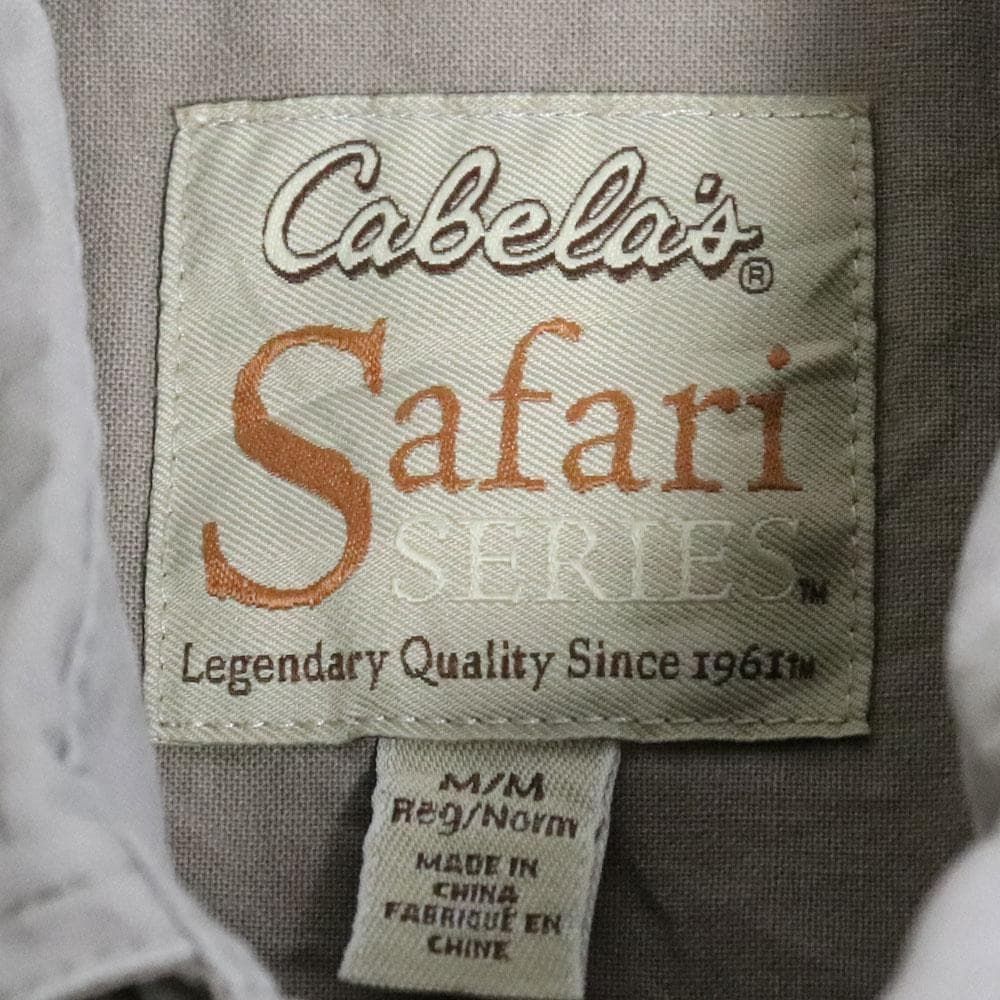 Cabela's®
Safari
SERIES™
Legendary Quality Since 1961™
M/M
Reg/Norm
MADE IN
CHINA
FABRIQUÉ EN
CHINE